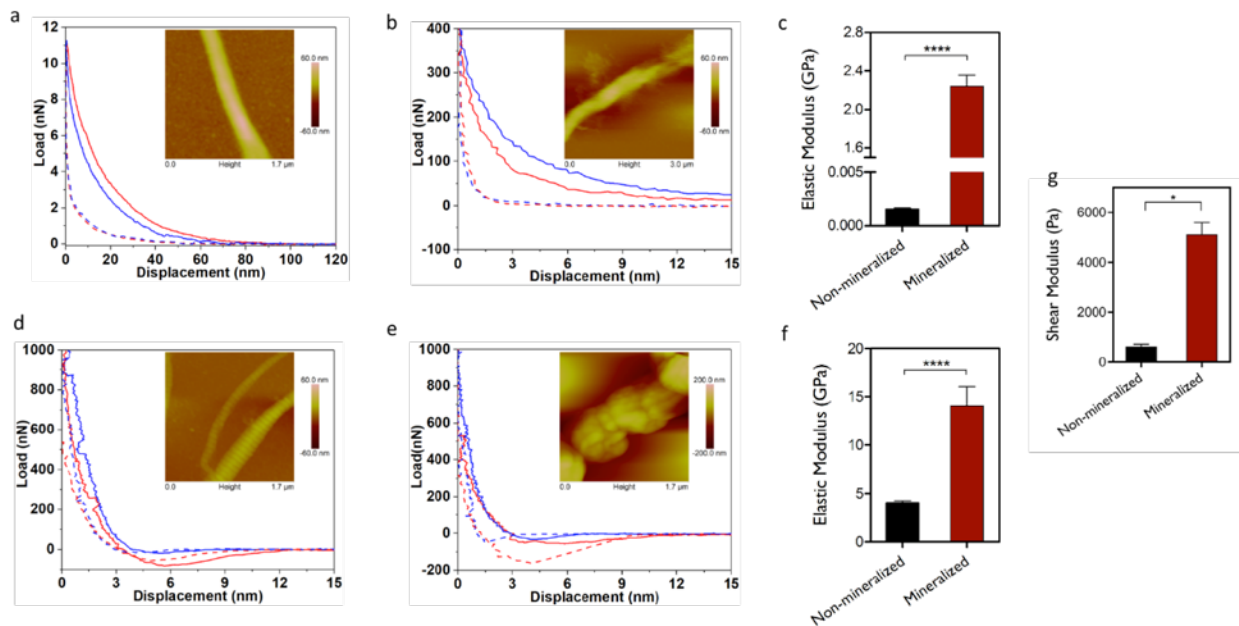 a
12
10
8
6
4
2
0
Load (nN)
0 20 40 60 80 100 120
Displacement (nm)
60.0 nm
-60.0 nm
0.0 Height 1.7 μm
b
400
300
200
100
0
-100
Load (nN)
0 3 6 9 12 15
Displacement (nm)
60.0 nm
-60.0 nm
0.0 Height 3.0 μm
c
Elastic Modulus (GPa)
2.8
2.4
2.0
1.6
0.005
0.000
****
Non-mineralized
Mineralized
g
Shear Modulus (Pa)
6000
4000
2000
0
*
Non-mineralized
Mineralized
d
1000
800
600
400
200
0
Load (nN)
0 3 6 9 12 15
Displacement (nm)
60.0 nm
-60.0 nm
0.0 Height 1.7 μm
e
1000
800
600
400
200
0
-200
Load(nN)
0 3 6 9 12 15
Displacement (nm)
200.0 nm
-200.0 nm
0.0 Height 1.7 μm
f
Elastic Modulus (GPa)
20
15
10
5
0
****
Non-mineralized
Mineralized